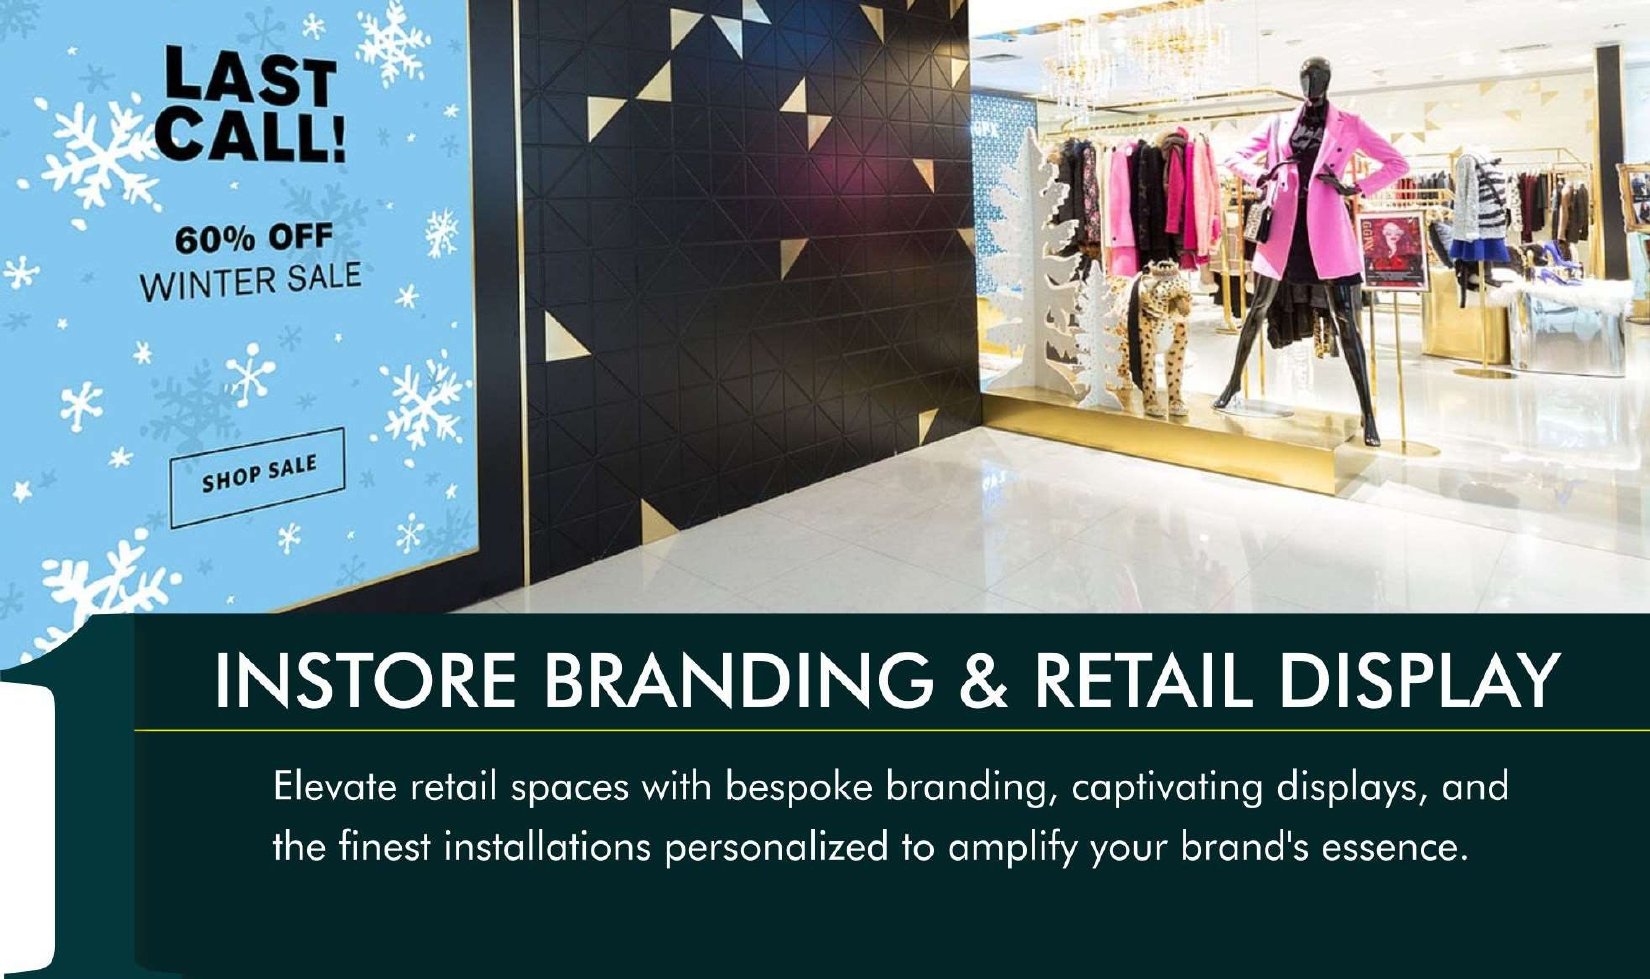 LAST
CALL!
60% OFF
WINTER SALE
SHOP SALE
INSTORE BRANDING & RETAIL DISPLAY
Elevate retail spaces with bespoke branding, captivating displays, and
the finest installations personalized to amplify your brand's essence.